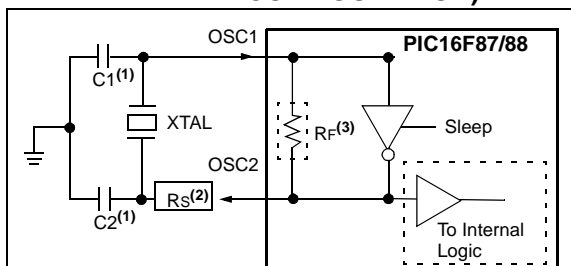 OSC1
PIC16F87/88
C1(1)
XTAL
RF(3)
Sleep
OSC2
RS(2)
C2(1)
To Internal
Logic